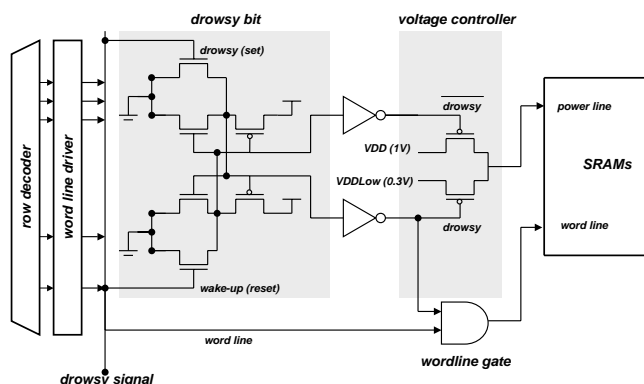 drowsy bit
voltage controller
drowsy (set)
row decoder
word line driver
drowsy
power line
VDD (1V)
SRAMs
VDDLow (0.3V)
drowsy
word line
wake-up (reset)
word line
wordline gate
drowsy signal